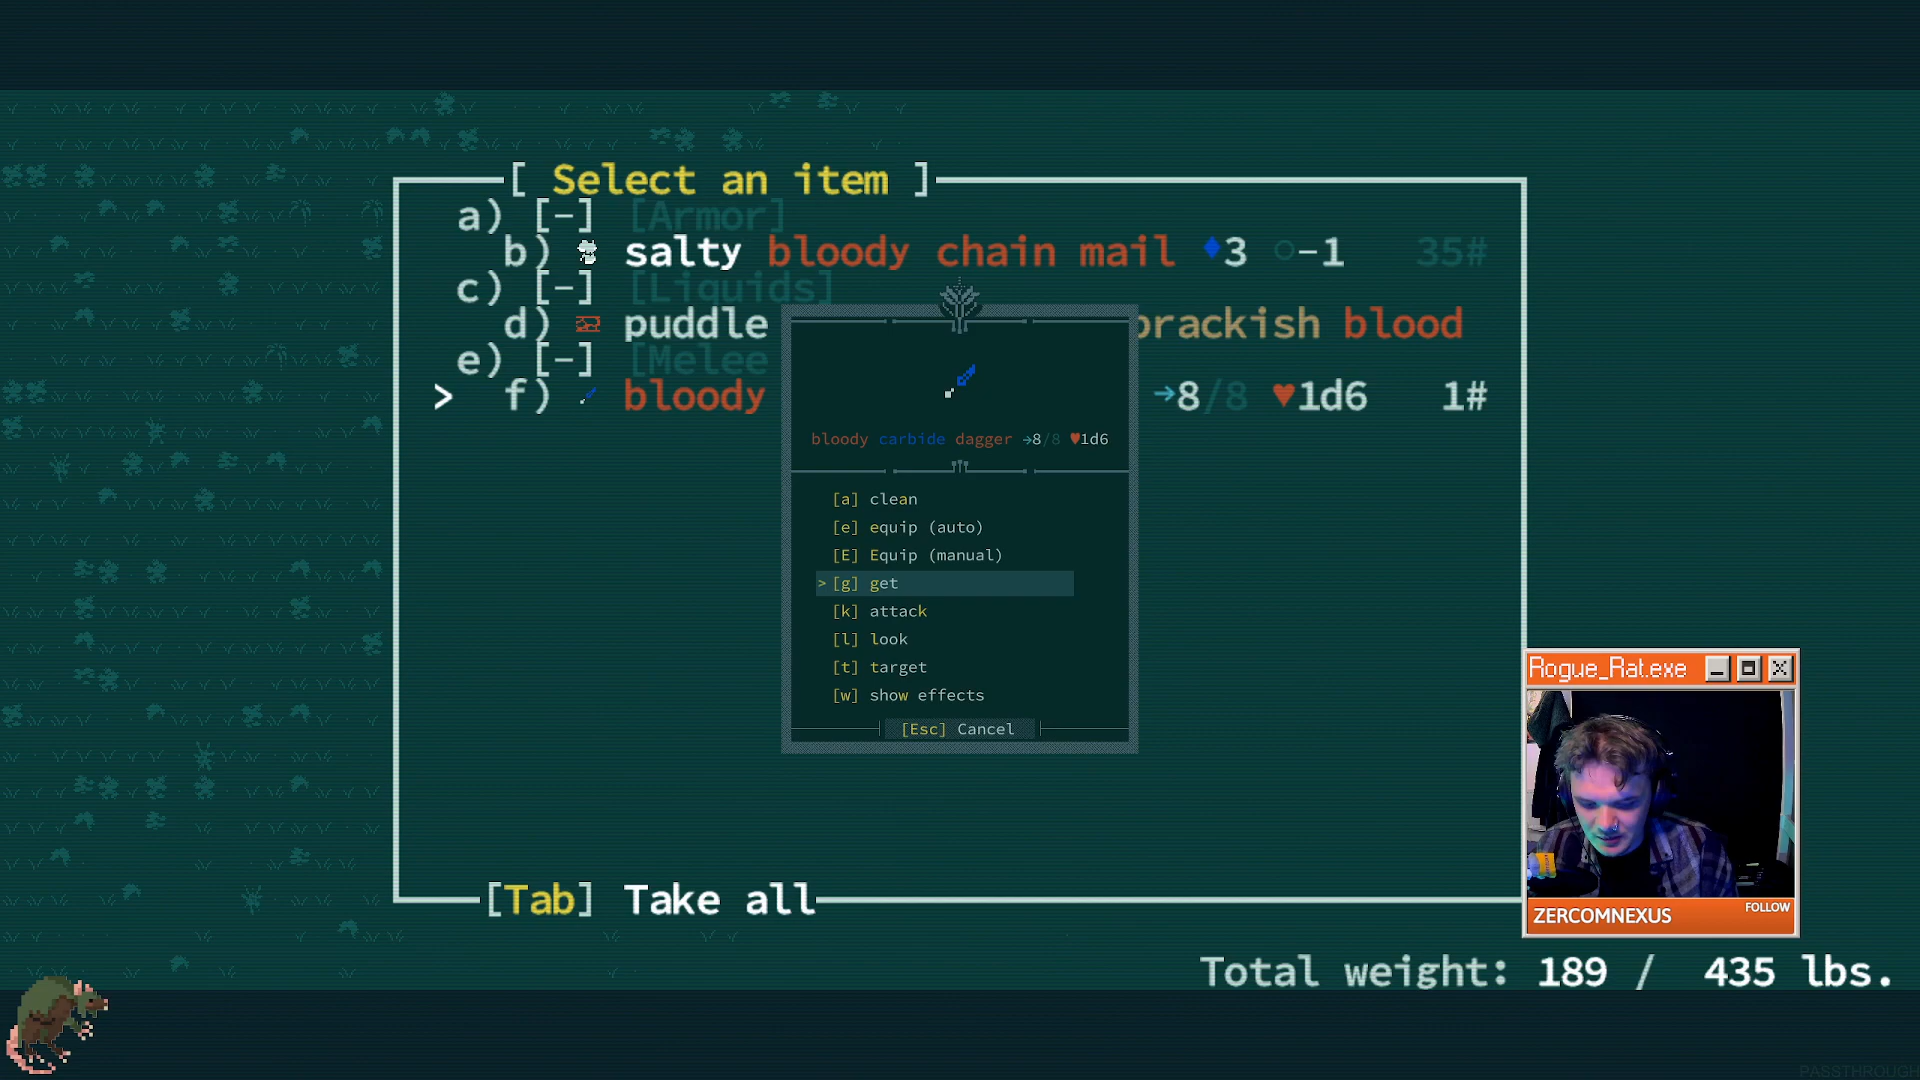 [ Select an item ]
a) [-] [Armor]
b) salty bloody chain mail ♦3 ○-1 35#
c) [-] [Liquids]
d) puddle brackish blood
e) [-] [Melee
f) bloody →8/8 ♥1d6 1#
bloody carbide dagger →8/8 ♥1d6
[a] clean
[e] equip (auto)
[E] Equip (manual)
>[g] get
[k] attack
[l] look
[t] target
[w] show effects
[Esc] Cancel
Rogue_Rat.exe
ZERCOMNEXUS
FOLLOW
[Tab] Take all
Total weight: 189 / 435 lbs.
PASSTHROUGH